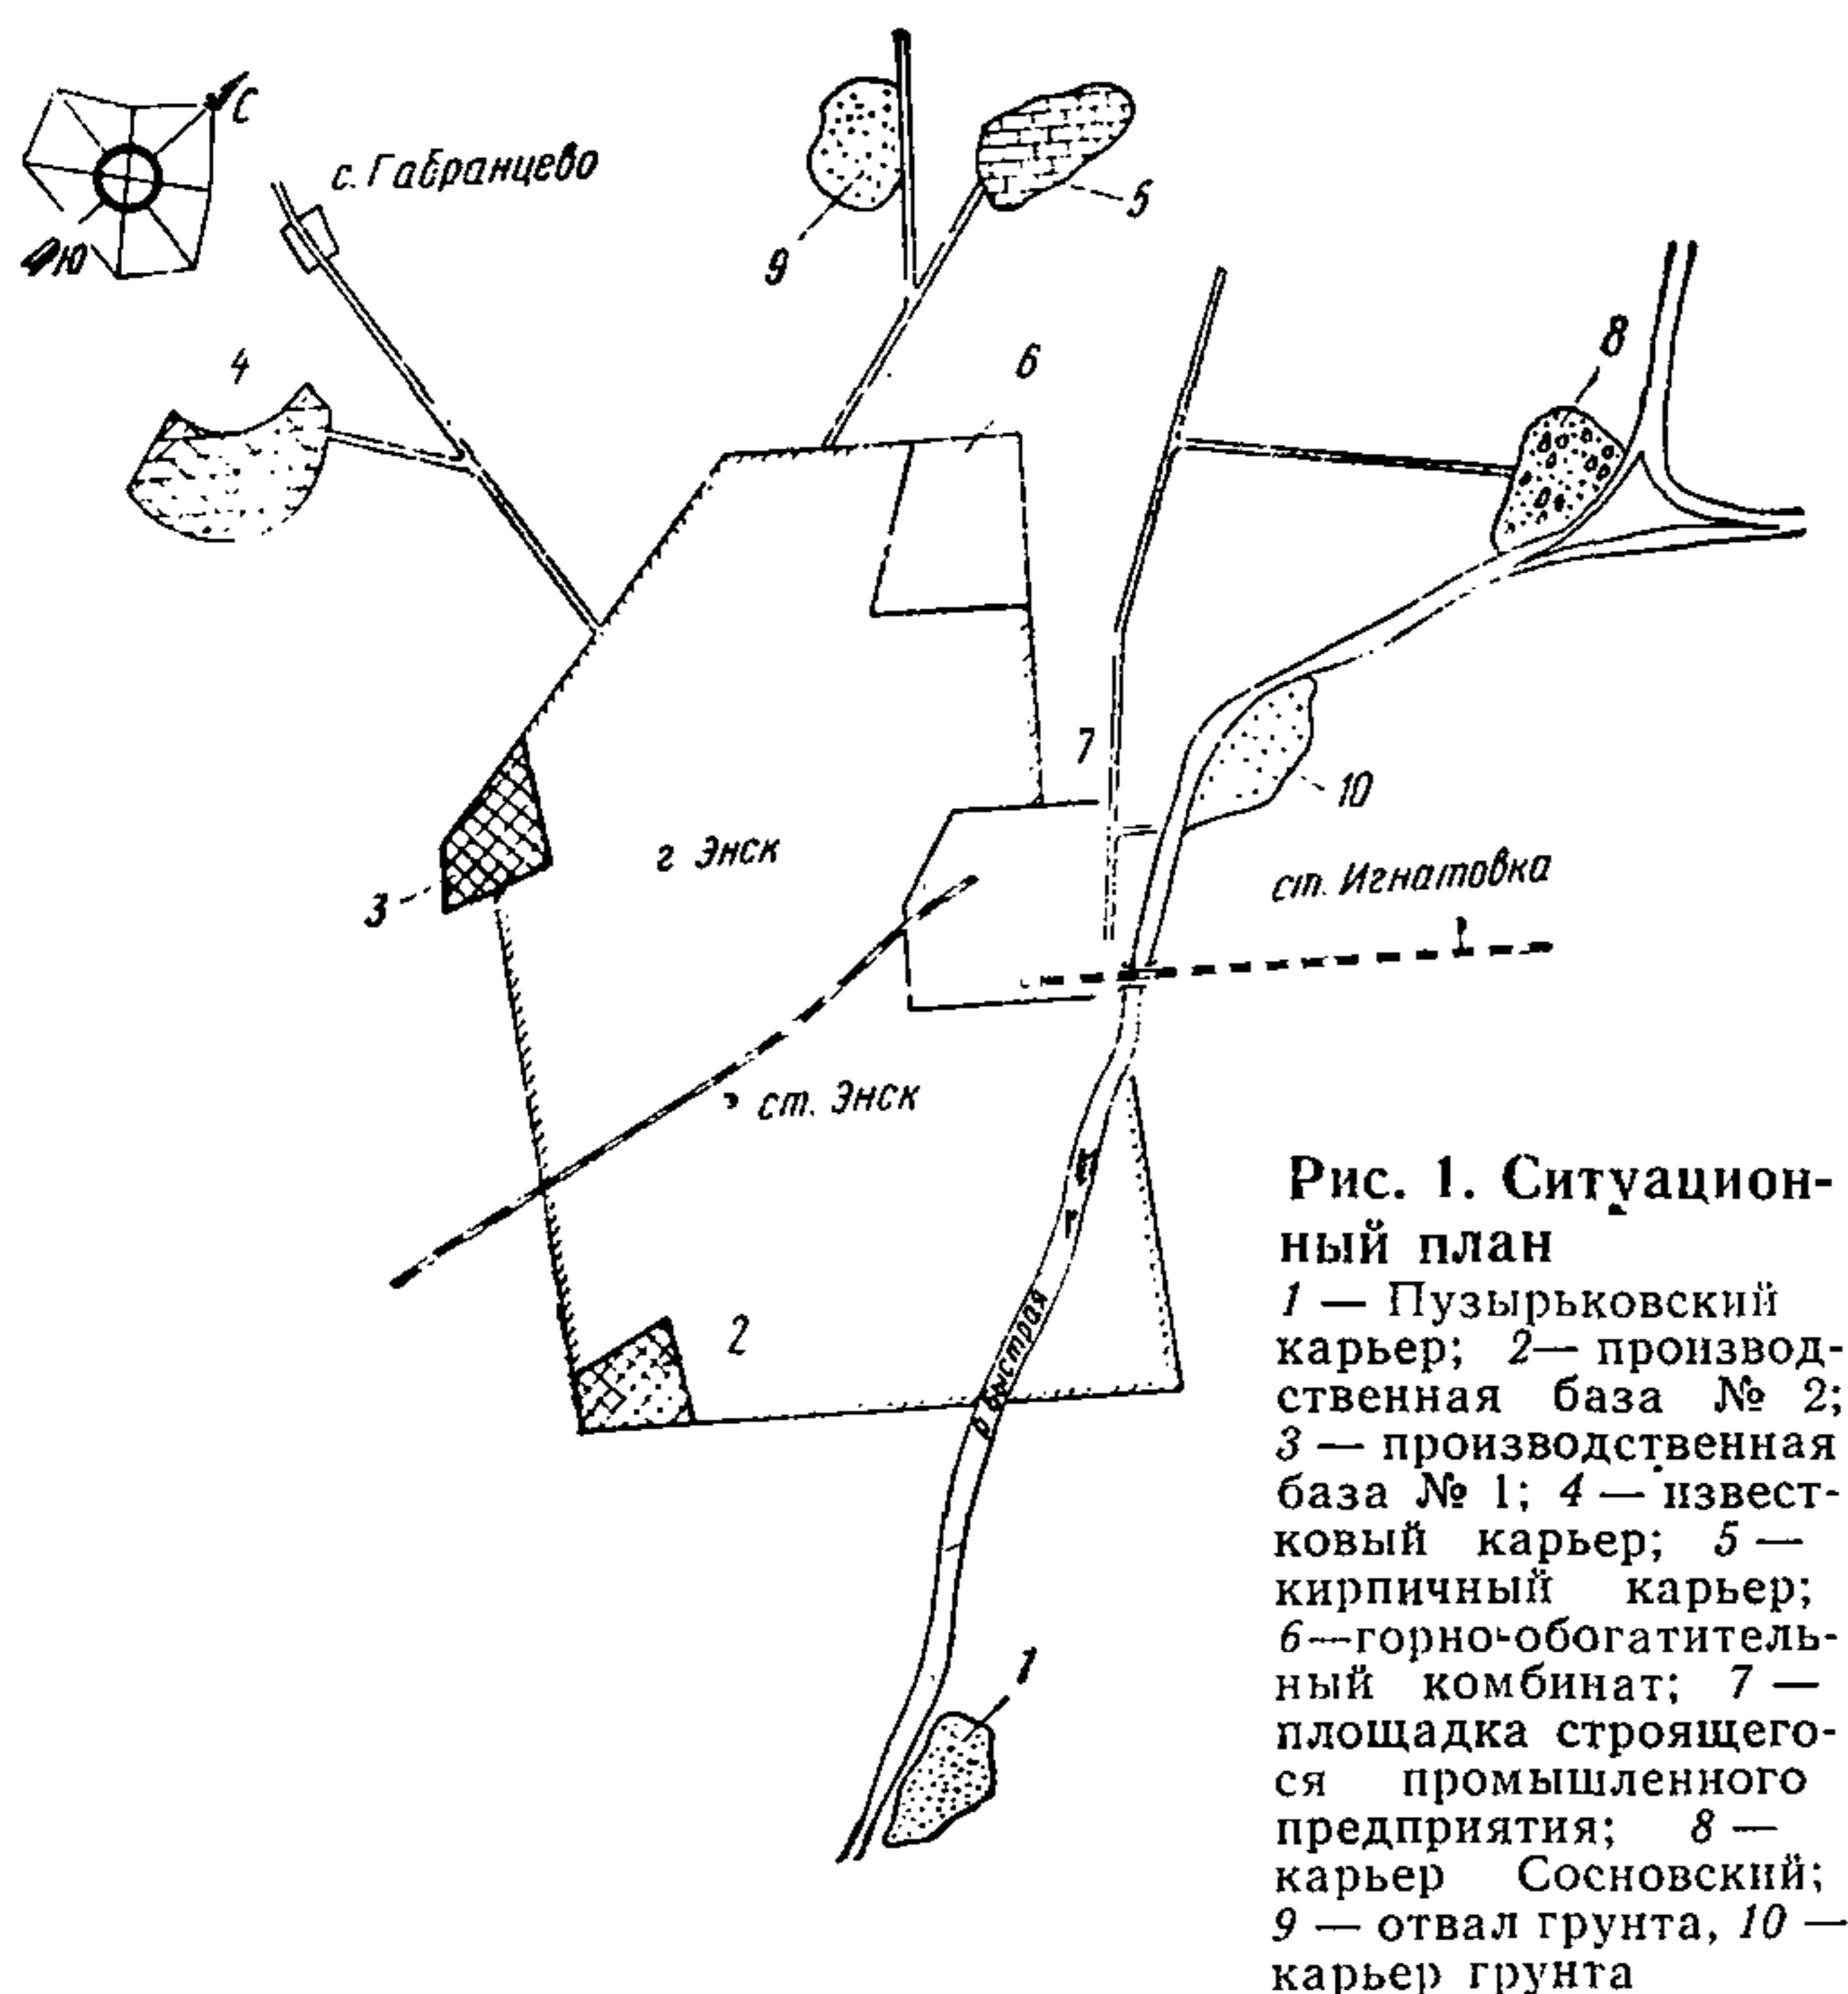 С
с. Габранцево
Ю
9
5
4
6
8
7
10
г Энск
3
ст. Игнатовка
ст. Энск
2
р Быстрая
1
Рис. 1. Ситуацион-
ный план
1 — Пузырьковский
карьер; 2— производ-
ственная база № 2;
3 — производственная
база № 1; 4 — извест-
ковый карьер; 5 —
кирпичный карьер;
6—горно-обогатитель-
ный комбинат; 7 —
площадка строящего-
ся промышленного
предприятия; 8 —
карьер Сосновский;
9 — отвал грунта, 10 —
карьер грунта